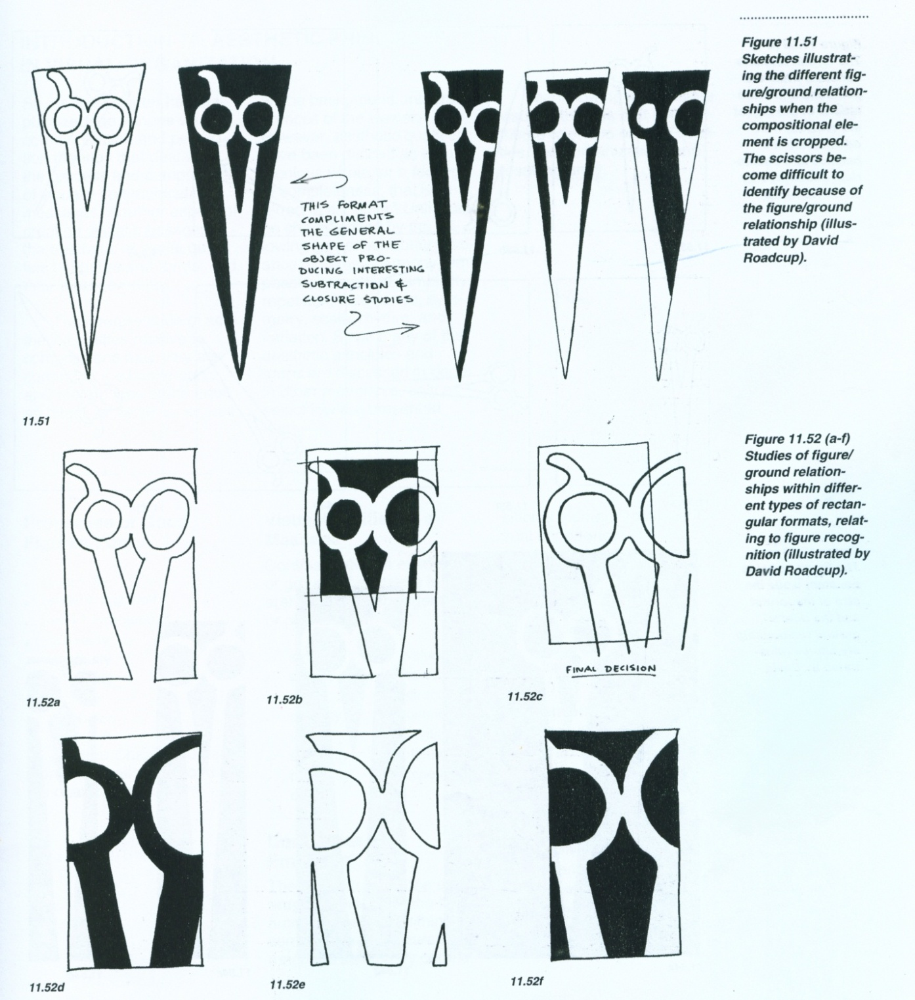 Figure 11.51
Sketches illustrat-
ing the different fig-
ure/ground relation-
ships when the
compositional ele-
ment is cropped.
The scissors be-
come difficult to
identify because of
the figure/ground
relationship (illus-
trated by David
Roadcup).
THIS FORMAT
COMPLIMENTS
THE GENERAL
SHAPE OF THE
OBJECT PRO-
DUCING INTERESTING
SUBTRACTION &
CLOSURE STUDIES
11.51
Figure 11.52 (a-f)
Studies of figure/
ground relation-
ships within differ-
ent types of rectan-
gular formats, relat-
ing to figure recog-
nition (illustrated by
David Roadcup).
FINAL DECISION
11.52a
11.52b
11.52c
11.52d
11.52e
11.52f